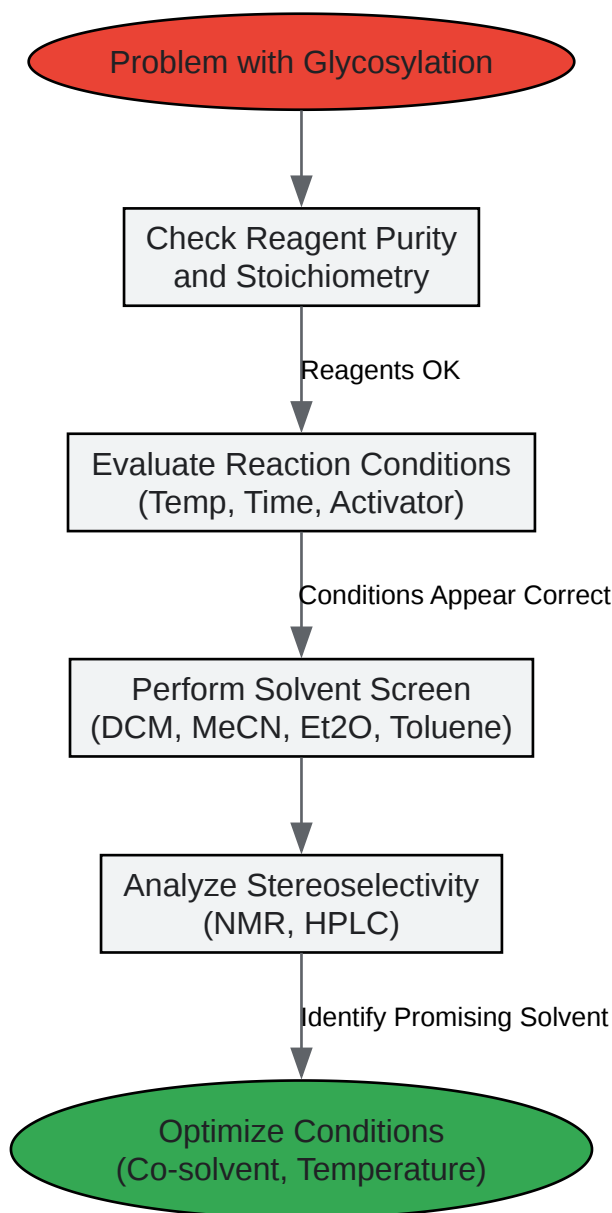 Problem with Glycosylation
Check Reagent Purity
and Stoichiometry
Reagents OK
Evaluate Reaction Conditions
(Temp, Time, Activator)
Conditions Appear Correct
Perform Solvent Screen
(DCM, MeCN, Et2O, Toluene)
Analyze Stereoselectivity
(NMR, HPLC)
Identify Promising Solvent
Optimize Conditions
(Co-solvent, Temperature)